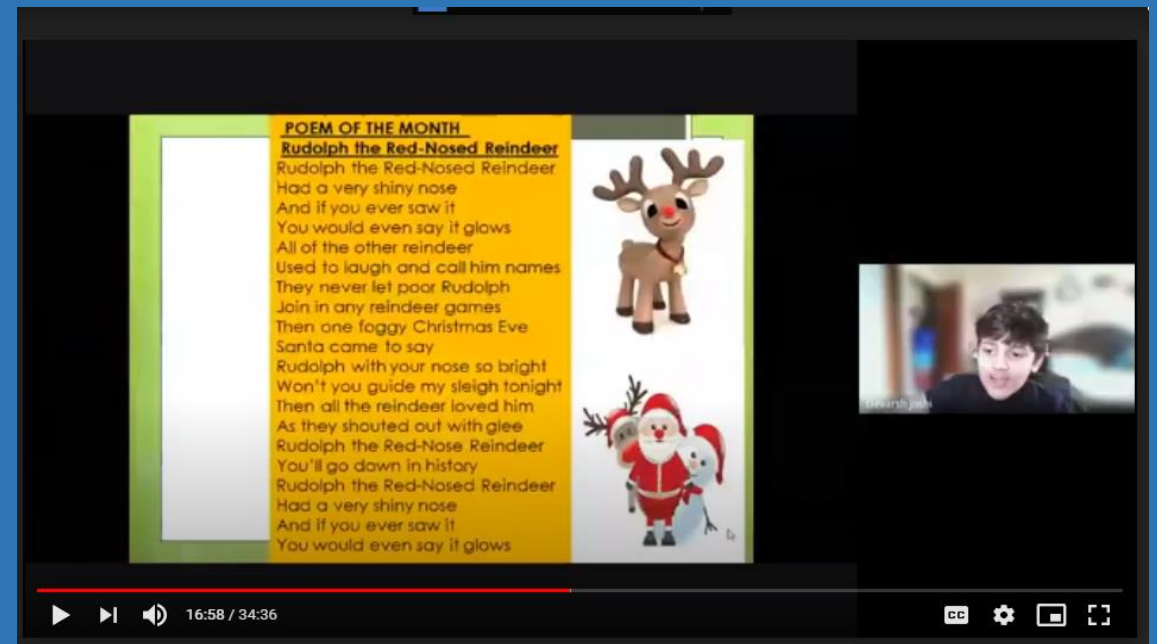 POEM OF THE MONTH
Rudolph the Red-Nosed Reindeer
Rudolph the Red-Nosed Reindeer
Had a very shiny nose
And if you ever saw it
You would even say it glows
All of the other reindeer
Used to laugh and call him names
They never let poor Rudolph
Join in any reindeer games
Then one foggy Christmas Eve
Santa came to say
Rudolph with your nose so bright
Won't you guide my sleigh tonight
Then all the reindeer loved him
As they shouted out with glee
Rudolph the Red-Nose Reindeer
You'll go down in history
Rudolph the Red-Nosed Reindeer
Had a very shiny nose
And if you ever saw it
You would even say it glows
Devarsh Joshi
16:58 / 34:36
CC